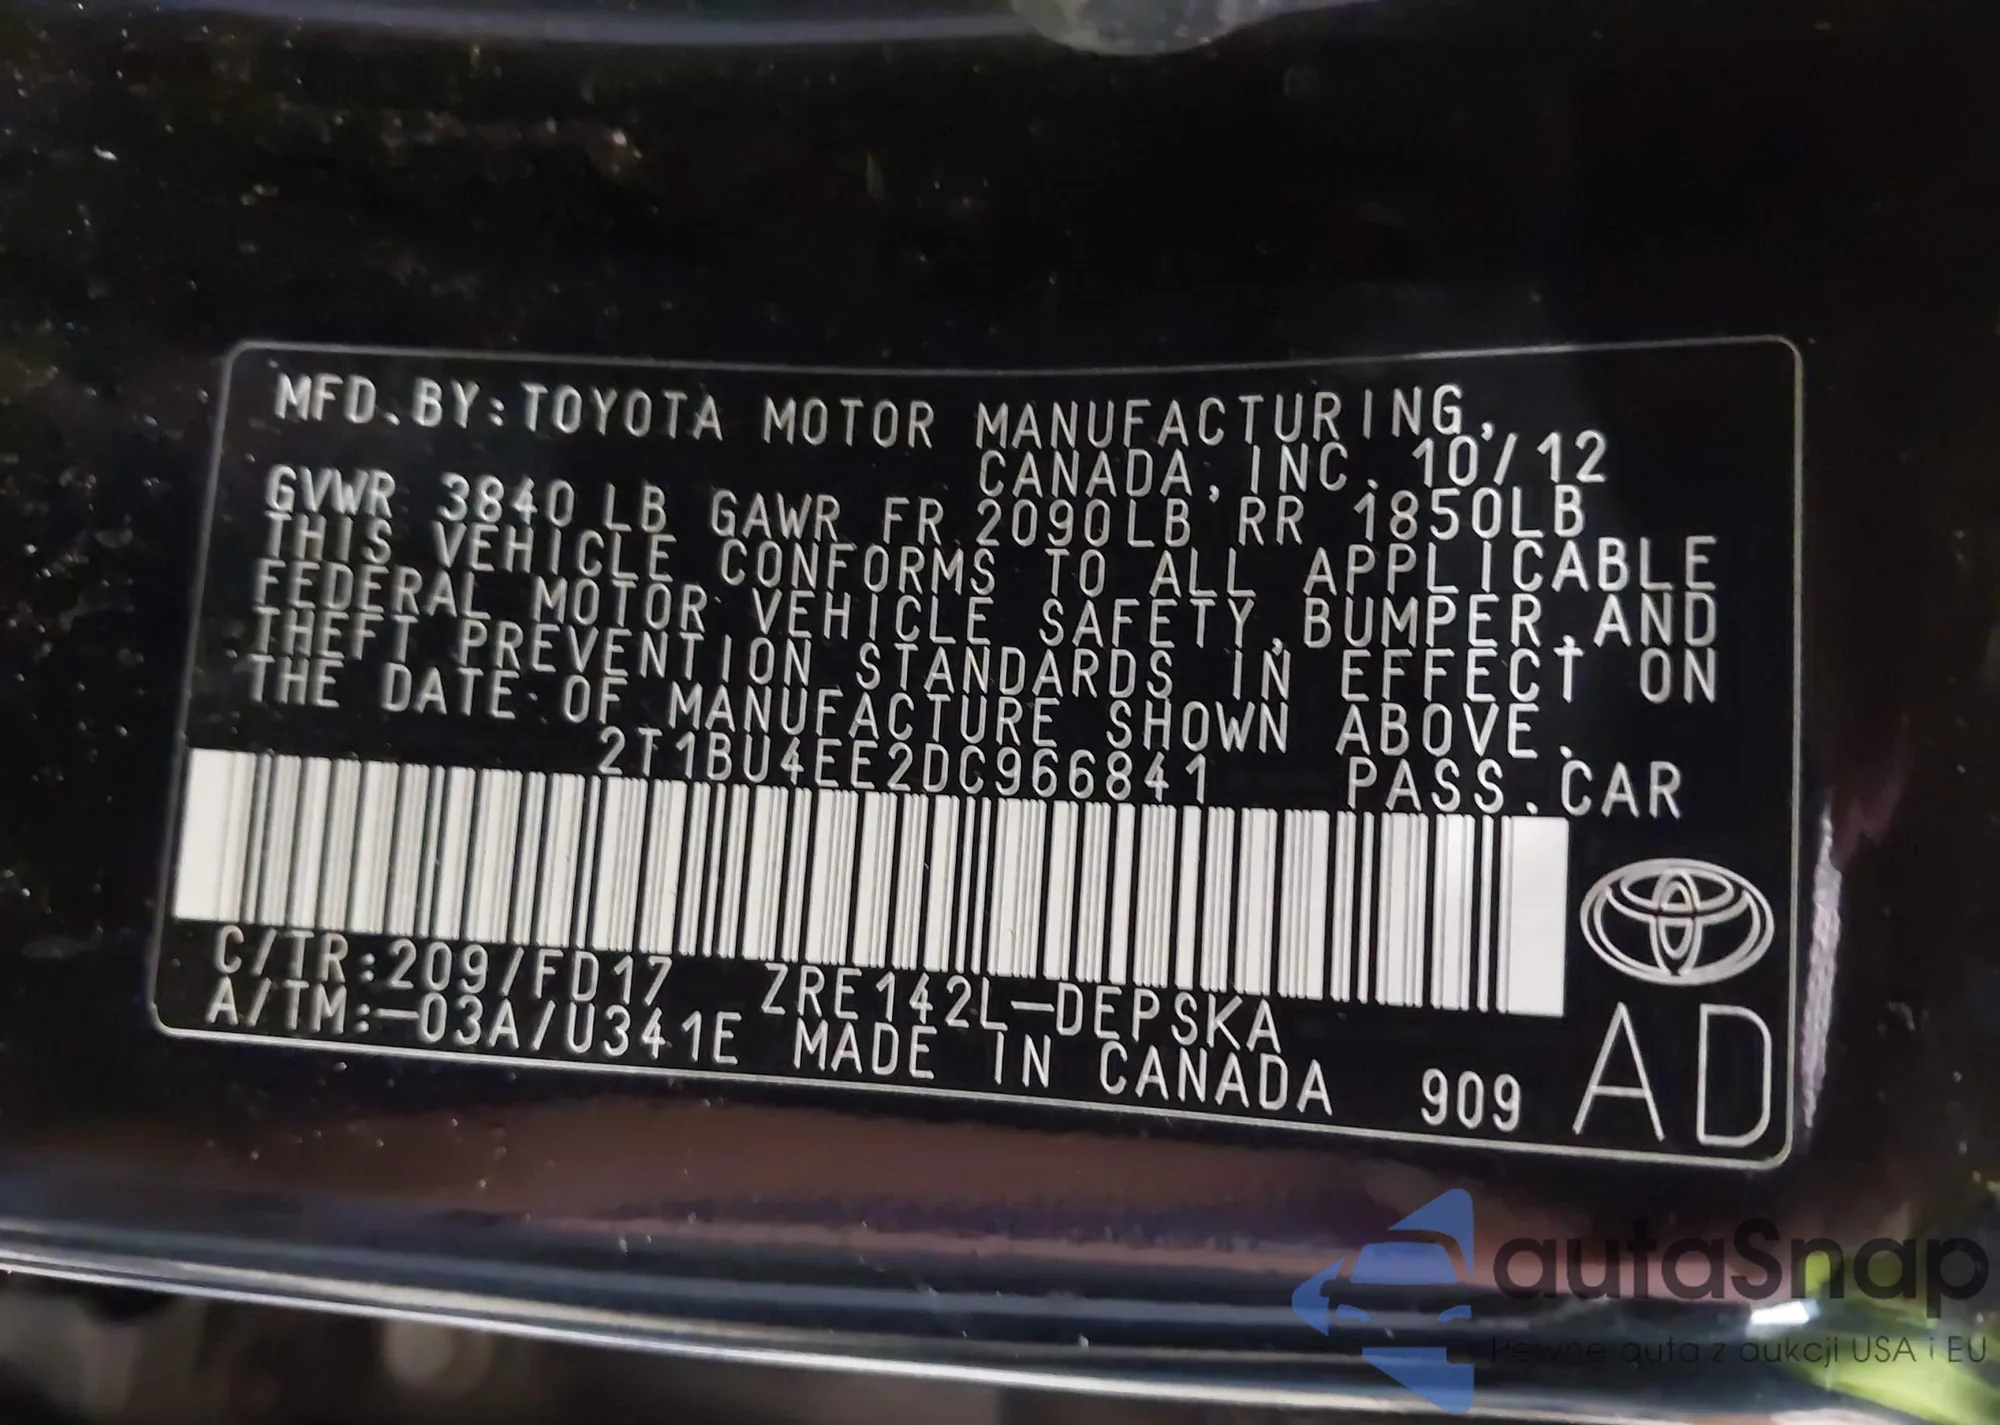 MFD.BY:TOYOTA MOTOR MANUFACTURING,
CANADA, INC. 10/12
GVWR 3840LB GAWR FR 2090LB RR 1850LB
THIS VEHICLE CONFORMS TO ALL APPLICABLE
FEDERAL MOTOR VEHICLE SAFETY,BUMPER,AND
THEFT PREVENTION STANDARDS IN EFFECT ON
THE DATE OF MANUFACTURE SHOWN ABOVE.
2T1BU4EE2DC966841 PASS.CAR
C/TR:209/FD17 ZRE142L-DEPSKA
A/TM:-03A/U341E MADE IN CANADA 909 AD
autaSnap
Pewne auta z aukcji USA i EU